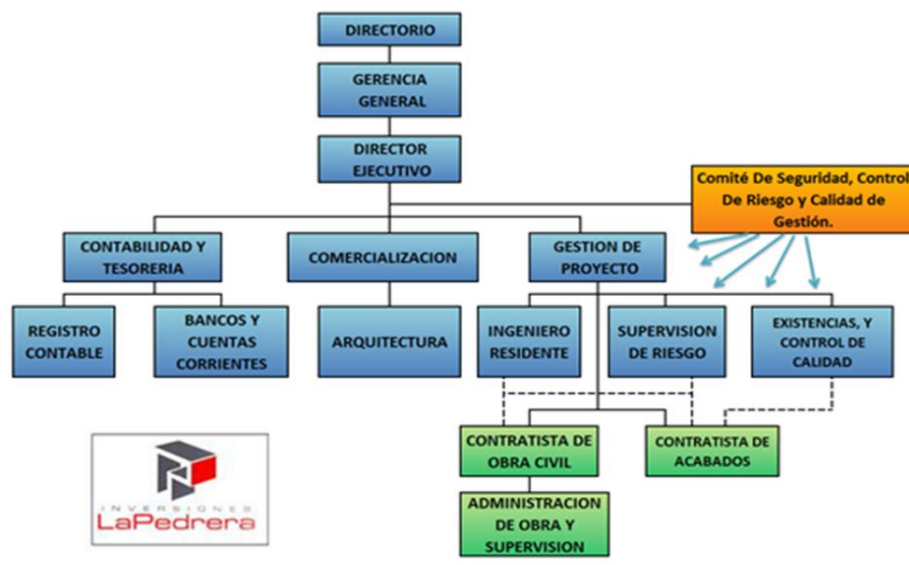 DIRECTORIO
GERENCIA
GENERAL
DIRECTOR
EJECUTIVO
Comité De Seguridad, Control
De Riesgo y Calidad de
Gestión.
CONTABILIDAD Y
TESORERIA
COMERCIALIZACION
GESTION DE
PROYECTO
REGISTRO
CONTABLE
BANCOS Y
CUENTAS
CORRIENTES
ARQUITECTURA
INGENIERO
RESIDENTE
SUPERVISION
DE RIESGO
EXISTENCIAS, Y
CONTROL DE
CALIDAD
CONTRATISTA DE
OBRA CIVIL
CONTRATISTA DE
ACABADOS
ADMINISTRACION
DE OBRA Y
SUPERVISION
INVERSIONES
LaPedrera